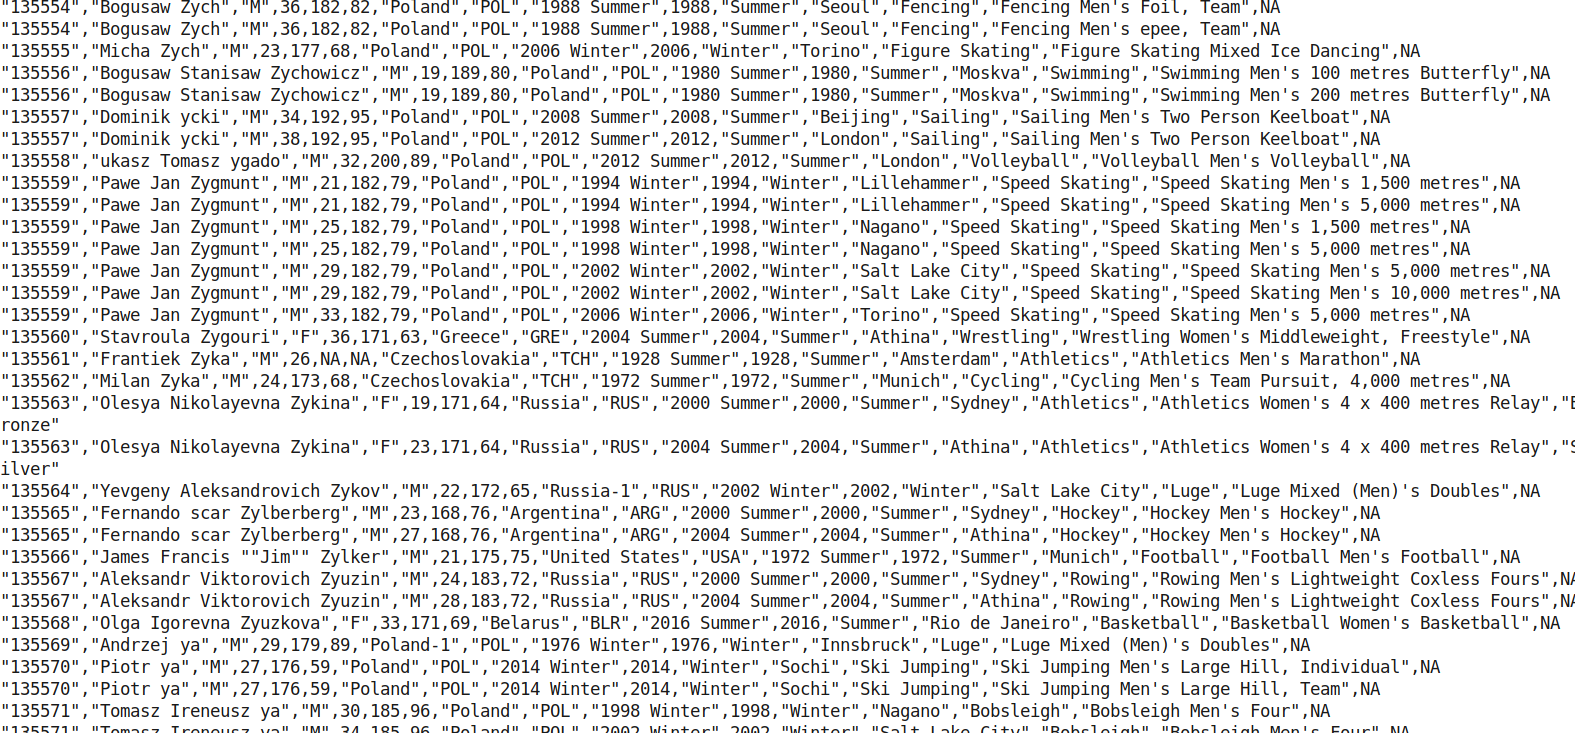 "135554","Bogusaw Zych","M",36,182,82,"Poland","POL","1988 Summer",1988,"Summer","Seoul","Fencing","Fencing Men's Foil, Team",NA
"135554","Bogusaw Zych","M",36,182,82,"Poland","POL","1988 Summer",1988,"Summer","Seoul","Fencing","Fencing Men's epee, Team",NA
"135555","Micha Zych","M",23,177,68,"Poland","POL","2006 Winter",2006,"Winter","Torino","Figure Skating","Figure Skating Mixed Ice Dancing",NA
"135556","Bogusaw Stanisaw Zychowicz","M",19,189,80,"Poland","POL","1980 Summer",1980,"Summer","Moskva","Swimming","Swimming Men's 100 metres Butterfly",NA
"135556","Bogusaw Stanisaw Zychowicz","M",19,189,80,"Poland","POL","1980 Summer",1980,"Summer","Moskva","Swimming","Swimming Men's 200 metres Butterfly",NA
"135557","Dominik ycki","M",34,192,95,"Poland","POL","2008 Summer",2008,"Summer","Beijing","Sailing","Sailing Men's Two Person Keelboat",NA
"135557","Dominik ycki","M",38,192,95,"Poland","POL","2012 Summer",2012,"Summer","London","Sailing","Sailing Men's Two Person Keelboat",NA
"135558","ukasz Tomasz ygado","M",32,200,89,"Poland","POL","2012 Summer",2012,"Summer","London","Volleyball","Volleyball Men's Volleyball",NA
"135559","Pawe Jan Zygmunt","M",21,182,79,"Poland","POL","1994 Winter",1994,"Winter","Lillehammer","Speed Skating","Speed Skating Men's 1,500 metres",NA
"135559","Pawe Jan Zygmunt","M",21,182,79,"Poland","POL","1994 Winter",1994,"Winter","Lillehammer","Speed Skating","Speed Skating Men's 5,000 metres",NA
"135559","Pawe Jan Zygmunt","M",25,182,79,"Poland","POL","1998 Winter",1998,"Winter","Nagano","Speed Skating","Speed Skating Men's 1,500 metres",NA
"135559","Pawe Jan Zygmunt","M",25,182,79,"Poland","POL","1998 Winter",1998,"Winter","Nagano","Speed Skating","Speed Skating Men's 5,000 metres",NA
"135559","Pawe Jan Zygmunt","M",29,182,79,"Poland","POL","2002 Winter",2002,"Winter","Salt Lake City","Speed Skating","Speed Skating Men's 5,000 metres",NA
"135559","Pawe Jan Zygmunt","M",29,182,79,"Poland","POL","2002 Winter",2002,"Winter","Salt Lake City","Speed Skating","Speed Skating Men's 10,000 metres",NA
"135559","Pawe Jan Zygmunt","M",33,182,79,"Poland","POL","2006 Winter",2006,"Winter","Torino","Speed Skating","Speed Skating Men's 5,000 metres",NA
"135560","Stavroula Zygouri","F",36,171,63,"Greece","GRE","2004 Summer",2004,"Summer","Athina","Wrestling","Wrestling Women's Middleweight, Freestyle",NA
"135561","Frantiek Zyka","M",26,NA,NA,"Czechoslovakia","TCH","1928 Summer",1928,"Summer","Amsterdam","Athletics","Athletics Men's Marathon",NA
"135562","Milan Zyka","M",24,173,68,"Czechoslovakia","TCH","1972 Summer",1972,"Summer","Munich","Cycling","Cycling Men's Team Pursuit, 4,000 metres",NA
"135563","Olesya Nikolayevna Zykina","F",19,171,64,"Russia","RUS","2000 Summer",2000,"Summer","Sydney","Athletics","Athletics Women's 4 x 400 metres Relay","B
ronze"
"135563","Olesya Nikolayevna Zykina","F",23,171,64,"Russia","RUS","2004 Summer",2004,"Summer","Athina","Athletics","Athletics Women's 4 x 400 metres Relay","S
ilver"
"135564","Yevgeny Aleksandrovich Zykov","M",22,172,65,"Russia-1","RUS","2002 Winter",2002,"Winter","Salt Lake City","Luge","Luge Mixed (Men)'s Doubles",NA
"135565","Fernando scar Zylberberg","M",23,168,76,"Argentina","ARG","2000 Summer",2000,"Summer","Sydney","Hockey","Hockey Men's Hockey",NA
"135565","Fernando scar Zylberberg","M",27,168,76,"Argentina","ARG","2004 Summer",2004,"Summer","Athina","Hockey","Hockey Men's Hockey",NA
"135566","James Francis ""Jim"" Zylker","M",21,175,75,"United States","USA","1972 Summer",1972,"Summer","Munich","Football","Football Men's Football",NA
"135567","Aleksandr Viktorovich Zyuzin","M",24,183,72,"Russia","RUS","2000 Summer",2000,"Summer","Sydney","Rowing","Rowing Men's Lightweight Coxless Fours",NA
"135567","Aleksandr Viktorovich Zyuzin","M",28,183,72,"Russia","RUS","2004 Summer",2004,"Summer","Athina","Rowing","Rowing Men's Lightweight Coxless Fours",NA
"135568","Olga Igorevna Zyuzkova","F",33,171,69,"Belarus","BLR","2016 Summer",2016,"Summer","Rio de Janeiro","Basketball","Basketball Women's Basketball",NA
"135569","Andrzej ya","M",29,179,89,"Poland-1","POL","1976 Winter",1976,"Winter","Innsbruck","Luge","Luge Mixed (Men)'s Doubles",NA
"135570","Piotr ya","M",27,176,59,"Poland","POL","2014 Winter",2014,"Winter","Sochi","Ski Jumping","Ski Jumping Men's Large Hill, Individual",NA
"135570","Piotr ya","M",27,176,59,"Poland","POL","2014 Winter",2014,"Winter","Sochi","Ski Jumping","Ski Jumping Men's Large Hill, Team",NA
"135571","Tomasz Ireneusz ya","M",30,185,96,"Poland","POL","1998 Winter",1998,"Winter","Nagano","Bobsleigh","Bobsleigh Men's Four",NA
"135571","Tomasz Ireneusz ya","M",34,185,96,"Poland","POL","2002 Winter",2002,"Winter","Salt Lake City","Bobsleigh","Bobsleigh Men's Four",NA